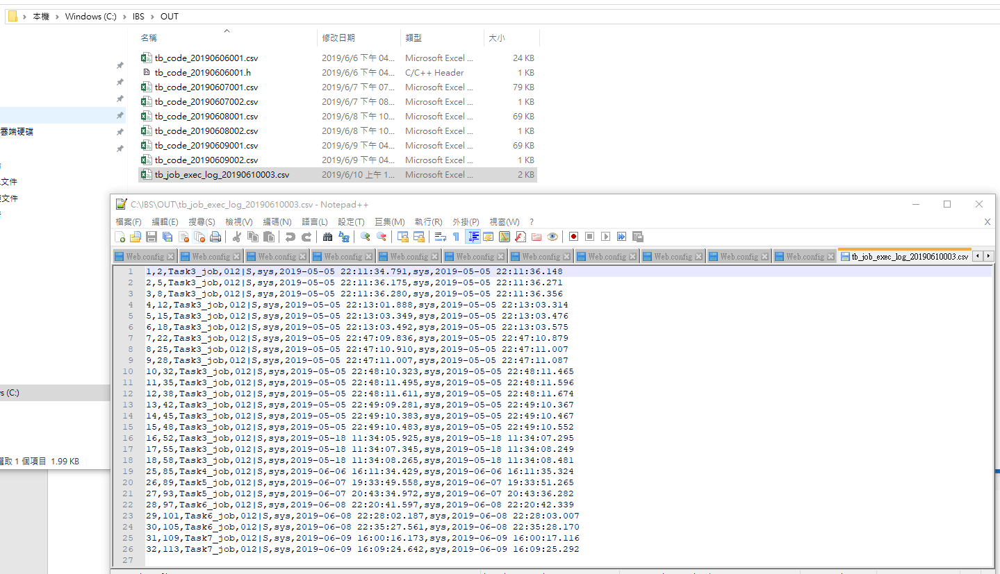 本機 › Windows (C:) › IBS › OUT
名稱 修改日期 類型 大小
tb_code_20190606001.csv 2019/6/6 下午 04... Microsoft Excel ... 24 KB
tb_code_20190606001.h 2019/6/6 下午 04... C/C++ Header 1 KB
tb_code_20190607001.csv 2019/6/7 下午 07... Microsoft Excel ... 79 KB
tb_code_20190607002.csv 2019/6/7 下午 08... Microsoft Excel ... 1 KB
tb_code_20190608001.csv 2019/6/8 下午 10... Microsoft Excel ... 69 KB
tb_code_20190608002.csv 2019/6/8 下午 10... Microsoft Excel ... 1 KB
tb_code_20190609001.csv 2019/6/9 下午 04... Microsoft Excel ... 69 KB
tb_code_20190609002.csv 2019/6/9 下午 04... Microsoft Excel ... 1 KB
tb_job_exec_log_20190610003.csv 2019/6/10 上午 1... Microsoft Excel ... 2 KB
雲端硬碟
文件
文件
s (C:)
選取 1 個項目 1.99 KB
C:\IBS\OUT\tb_job_exec_log_20190610003.csv - Notepad++
檔案(F) 編輯(E) 搜尋(S) 檢視(V) 編碼(N) 語言(L) 設定(T) 巨集(M) 執行(R) 外掛(P) 視窗(W) ? X
Web.config Web.config Web.config Web.config Web.config Web.config Web.config Web.config Web.config Web.config Web.config tb_job_exec_log_20190610003.csv
1 1,2,Task3_job,012|S,sys,2019-05-05 22:11:34.791,sys,2019-05-05 22:11:36.148
2 2,5,Task3_job,012|S,sys,2019-05-05 22:11:36.175,sys,2019-05-05 22:11:36.271
3 3,8,Task3_job,012|S,sys,2019-05-05 22:11:36.280,sys,2019-05-05 22:11:36.356
4 4,12,Task3_job,012|S,sys,2019-05-05 22:13:01.888,sys,2019-05-05 22:13:03.314
5 5,15,Task3_job,012|S,sys,2019-05-05 22:13:03.349,sys,2019-05-05 22:13:03.476
6 6,18,Task3_job,012|S,sys,2019-05-05 22:13:03.492,sys,2019-05-05 22:13:03.575
7 7,22,Task3_job,012|S,sys,2019-05-05 22:47:09.836,sys,2019-05-05 22:47:10.879
8 8,25,Task3_job,012|S,sys,2019-05-05 22:47:10.910,sys,2019-05-05 22:47:11.007
9 9,28,Task3_job,012|S,sys,2019-05-05 22:47:11.007,sys,2019-05-05 22:47:11.087
10 10,32,Task3_job,012|S,sys,2019-05-05 22:48:10.323,sys,2019-05-05 22:48:11.465
11 11,35,Task3_job,012|S,sys,2019-05-05 22:48:11.495,sys,2019-05-05 22:48:11.596
12 12,38,Task3_job,012|S,sys,2019-05-05 22:48:11.611,sys,2019-05-05 22:48:11.674
13 13,42,Task3_job,012|S,sys,2019-05-05 22:49:09.281,sys,2019-05-05 22:49:10.367
14 14,45,Task3_job,012|S,sys,2019-05-05 22:49:10.383,sys,2019-05-05 22:49:10.467
15 15,48,Task3_job,012|S,sys,2019-05-05 22:49:10.483,sys,2019-05-05 22:49:10.552
16 16,52,Task3_job,012|S,sys,2019-05-18 11:34:05.925,sys,2019-05-18 11:34:07.295
17 17,55,Task3_job,012|S,sys,2019-05-18 11:34:07.345,sys,2019-05-18 11:34:08.249
18 18,58,Task3_job,012|S,sys,2019-05-18 11:34:08.265,sys,2019-05-18 11:34:08.481
19 25,85,Task4_job,012|S,sys,2019-06-06 16:11:34.429,sys,2019-06-06 16:11:35.324
20 26,89,Task5_job,012|S,sys,2019-06-07 19:33:49.558,sys,2019-06-07 19:33:51.265
21 27,93,Task5_job,012|S,sys,2019-06-07 20:43:34.972,sys,2019-06-07 20:43:36.282
22 28,97,Task6_job,012|S,sys,2019-06-08 22:20:41.597,sys,2019-06-08 22:20:42.339
23 29,101,Task6_job,012|S,sys,2019-06-08 22:28:02.187,sys,2019-06-08 22:28:03.007
24 30,105,Task6_job,012|S,sys,2019-06-08 22:35:27.561,sys,2019-06-08 22:35:28.170
25 31,109,Task7_job,012|S,sys,2019-06-09 16:00:16.173,sys,2019-06-09 16:00:17.116
26 32,113,Task7_job,012|S,sys,2019-06-09 16:09:24.642,sys,2019-06-09 16:09:25.292
27